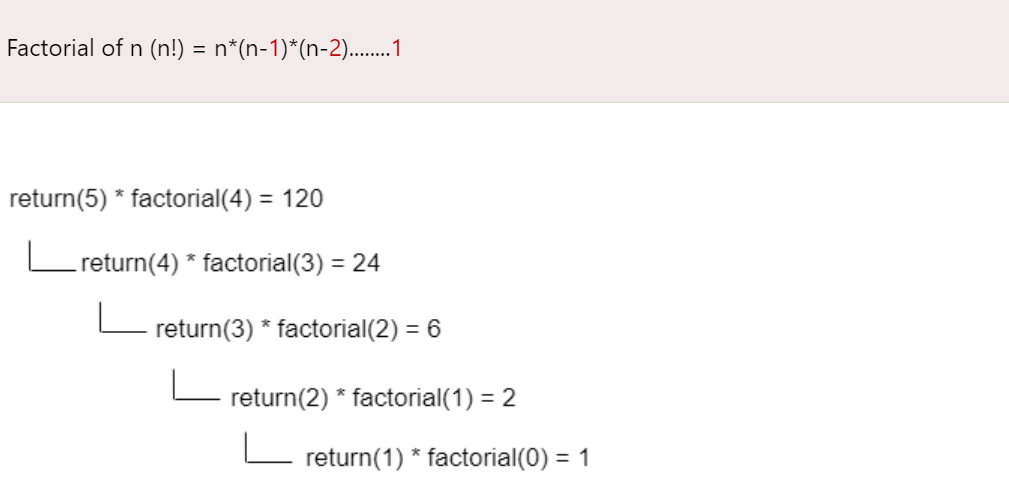 Factorial of n (n!) = n*(n-1)*(n-2)........1
return(5) * factorial(4) = 120
return(4) * factorial(3) = 24
return(3) * factorial(2) = 6
return(2) * factorial(1) = 2
return(1) * factorial(0) = 1